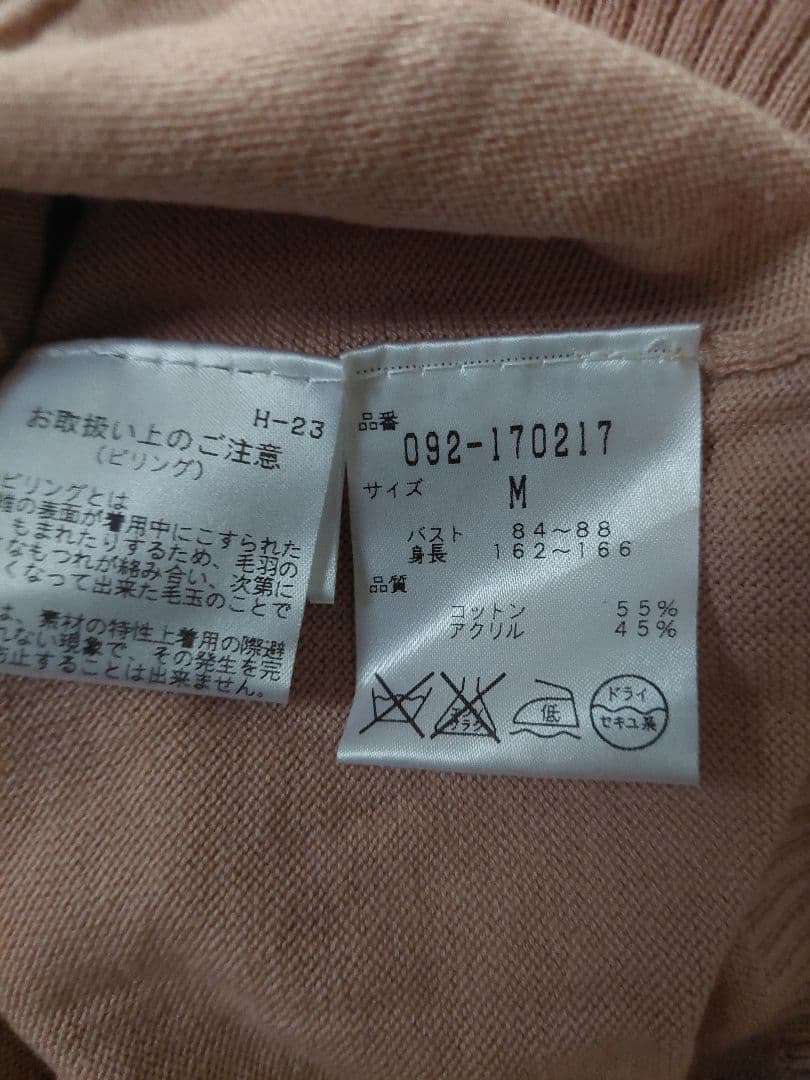 H-23
お取扱い上のご注意
(ピリング)
ピリングとは
の表面が着用中にこすられた
もまれたりするため、毛羽の
なもつれが絡み合い、次第に
くなって出来た毛玉のことで
は、素材の特性上着用の際避
れない現象で、その発生を完
止することは出来ません。
品番
092-170217
サイズ
M
バスト 84〜88
身長 162〜166
品質
コットン 55%
アクリル 45%
低
ドライ
セキユ系